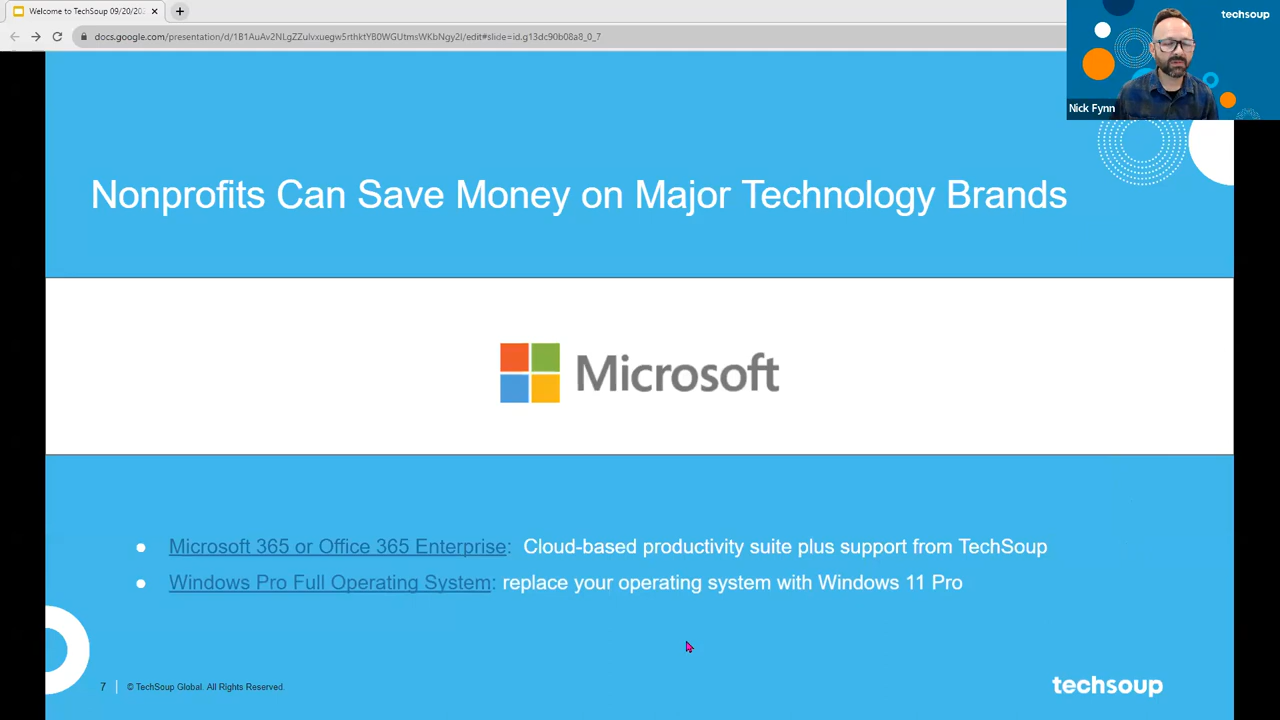 Welcome to TechSoup 09/20/202
docs.google.com/presentation/d/1B1AuAv2NLgZZulvxuegw5rthktYB0WGUtmsWKbNgy2I/edit#slide=id.g13dc90b08a8_0_7
techsoup
Nick Fynn
Nonprofits Can Save Money on Major Technology Brands
Microsoft
● Microsoft 365 or Office 365 Enterprise: Cloud-based productivity suite plus support from TechSoup
● Windows Pro Full Operating System: replace your operating system with Windows 11 Pro
7 | © TechSoup Global. All Rights Reserved.
techsoup